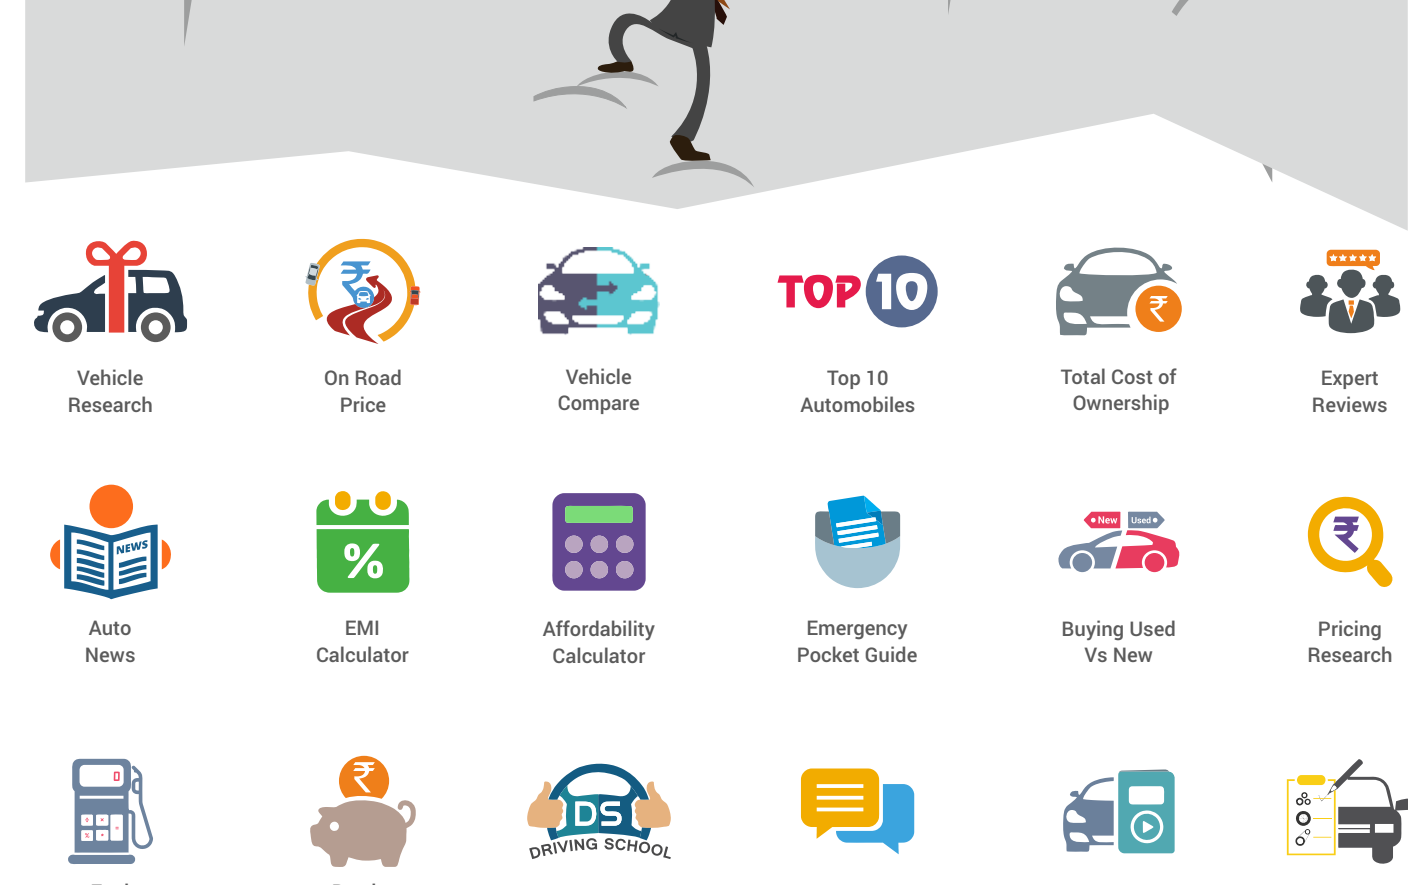 TOP 10
Vehicle
Research
On Road
Price
Vehicle
Compare
Top 10
Automobiles
Total Cost of
Ownership
Expert
Reviews
NEWS
%
New
Used
₹
Auto
News
EMI
Calculator
Affordability
Calculator
Emergency
Pocket Guide
Buying Used
Vs New
Pricing
Research
₹
DS
DRIVING SCHOOL